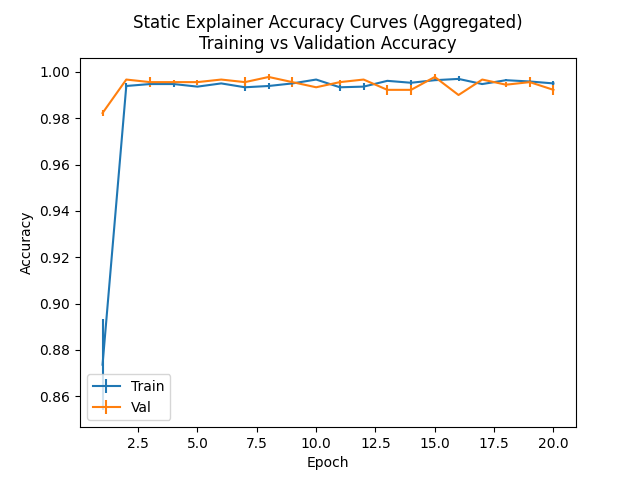 Static Explainer Accuracy Curves (Aggregated)
Training vs Validation Accuracy
Accuracy
1.00
0.98
0.96
0.94
0.92
0.90
0.88
0.86
Train
Val
2.5 5.0 7.5 10.0 12.5 15.0 17.5 20.0
Epoch